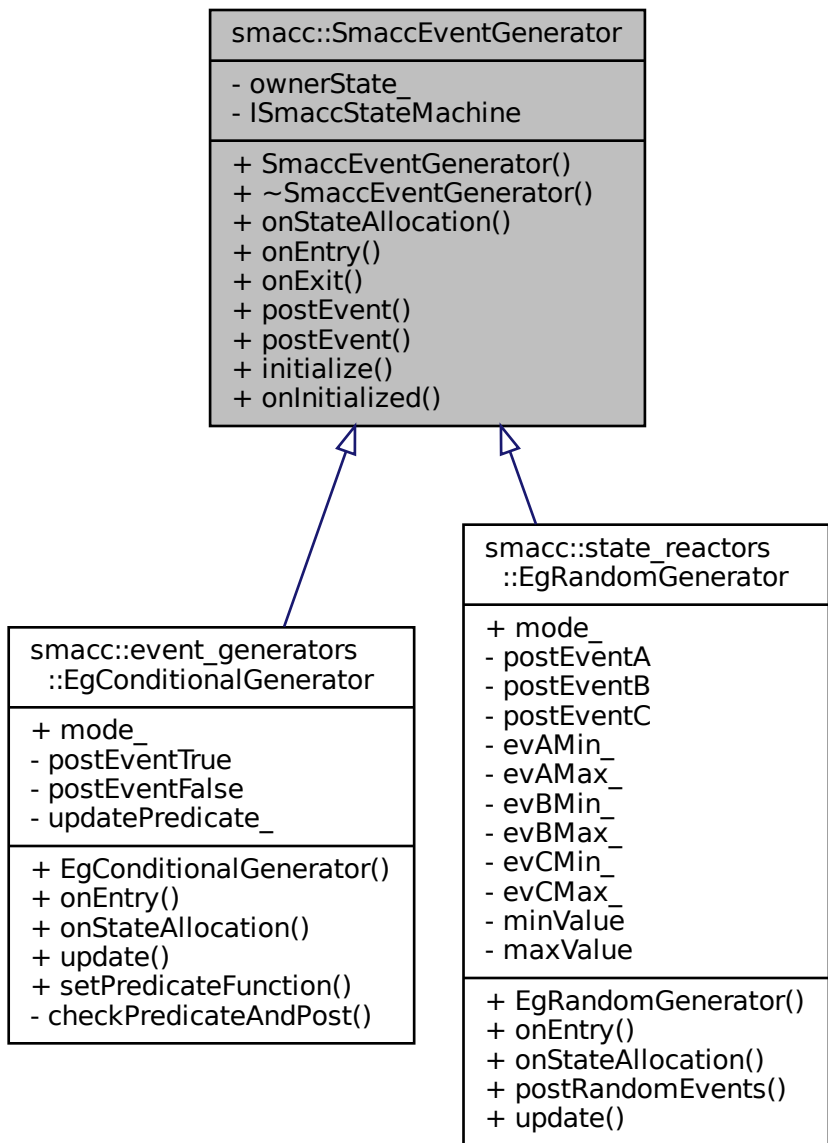 smacc::SmaccEventGenerator
- ownerState_
- ISmaccStateMachine
+ SmaccEventGenerator()
+ ~SmaccEventGenerator()
+ onStateAllocation()
+ onEntry()
+ onExit()
+ postEvent()
+ postEvent()
+ initialize()
+ onInitialized()
smacc::event_generators
::EgConditionalGenerator
+ mode_
- postEventTrue
- postEventFalse
- updatePredicate_
+ EgConditionalGenerator()
+ onEntry()
+ onStateAllocation()
+ update()
+ setPredicateFunction()
- checkPredicateAndPost()
smacc::state_reactors
::EgRandomGenerator
+ mode_
- postEventA
- postEventB
- postEventC
- evAMin_
- evAMax_
- evBMin_
- evBMax_
- evCMin_
- evCMax_
- minValue
- maxValue
+ EgRandomGenerator()
+ onEntry()
+ onStateAllocation()
+ postRandomEvents()
+ update()